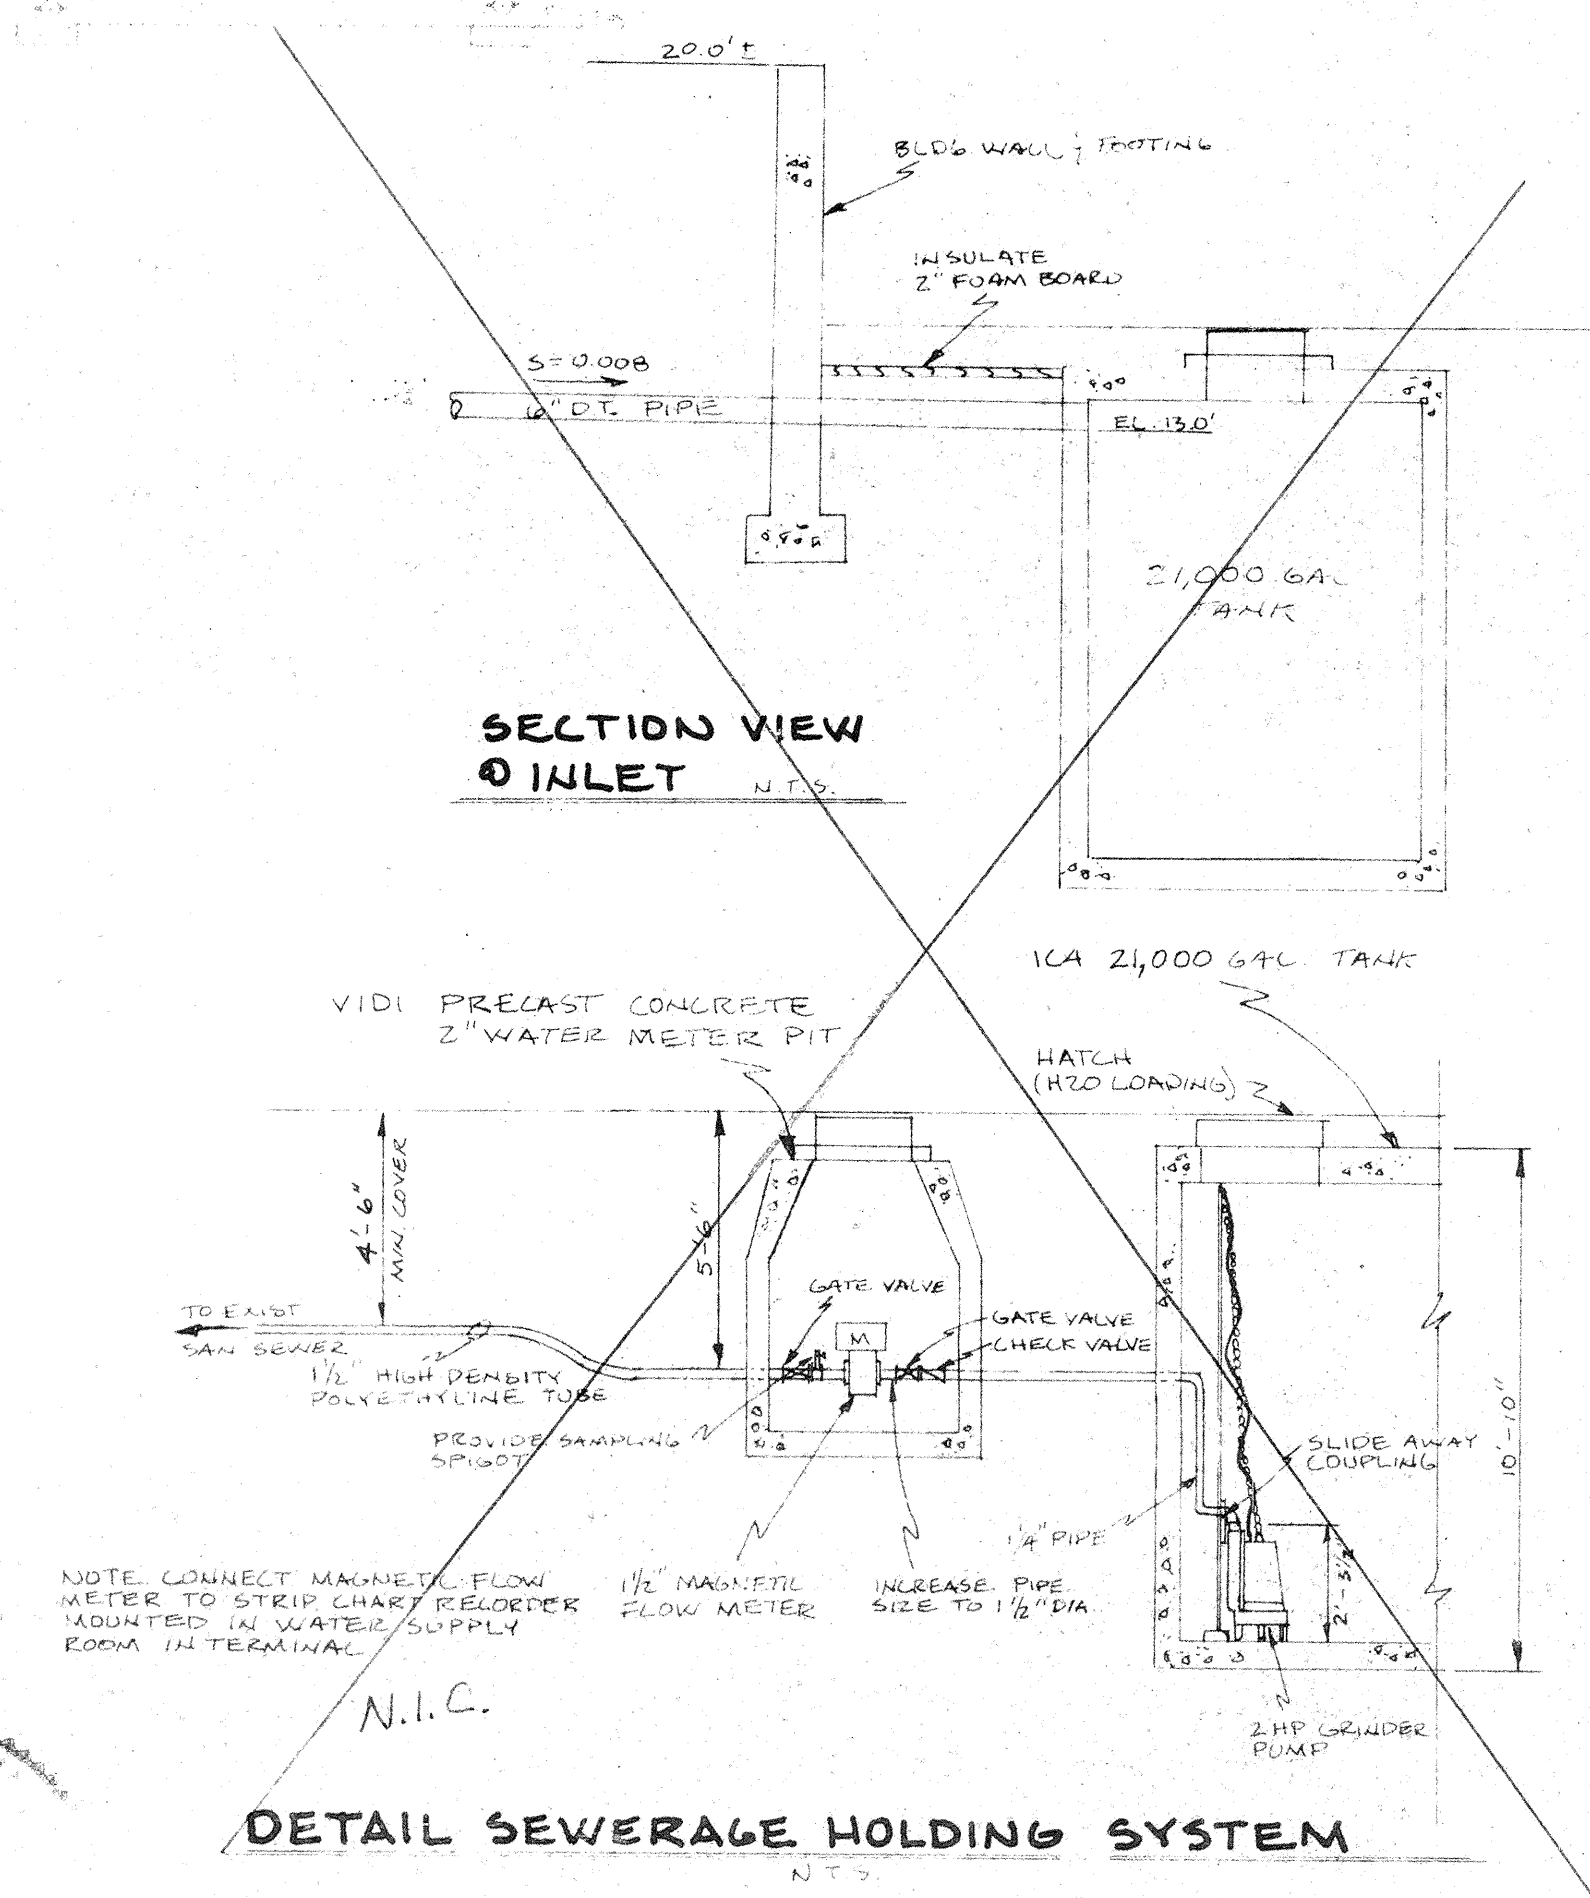 20.0' ±
BLDG WALL & FOOTING
INSULATE
2" FOAM BOARD
S=0.008
6" D.T. PIPE
EL. 13.0'
21,000 GAL
TANK
SECTION VIEW
@ INLET N.T.S.
ICA 21,000 GAL. TANK
VIDI PRECAST CONCRETE
2" WATER METER PIT
HATCH
(H20 LOADING)
4'-6"
MIN. COVER
5'-6"
GATE VALVE
GATE VALVE
CHECK VALVE
M
TO EXIST
SAN SEWER
1½" HIGH DENSITY
POLYETHYLINE TUBE
PROVIDE SAMPLING
SPIGOT
SLIDE AWAY
COUPLING
10'-10"
1¼" PIPE
2'-3½
NOTE. CONNECT MAGNETIC FLOW
METER TO STRIP CHART RECORDER
MOUNTED IN WATER SUPPLY
ROOM IN TERMINAL
1½" MAGNETIC
FLOW METER
INCREASE PIPE
SIZE TO 1½" DIA.
N.I.C.
2 HP GRINDER
PUMP
DETAIL SEWERAGE HOLDING SYSTEM
N.T.S.